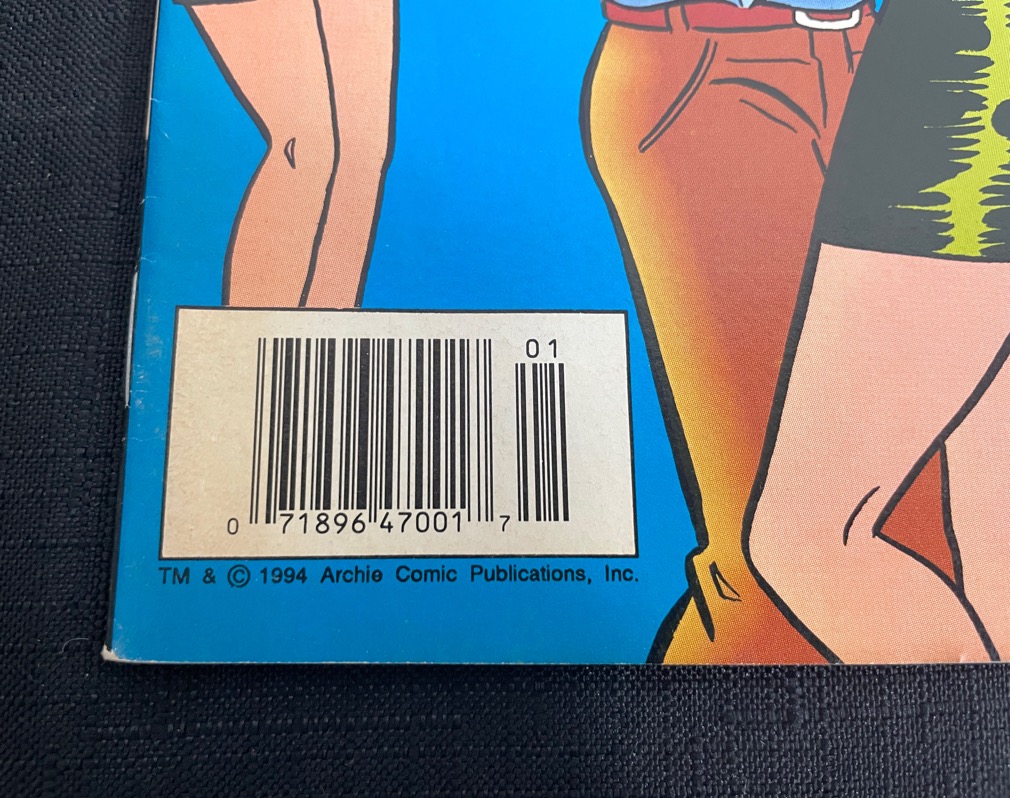 01
0 71896 47001 7
TM & © 1994 Archie Comic Publications, Inc.